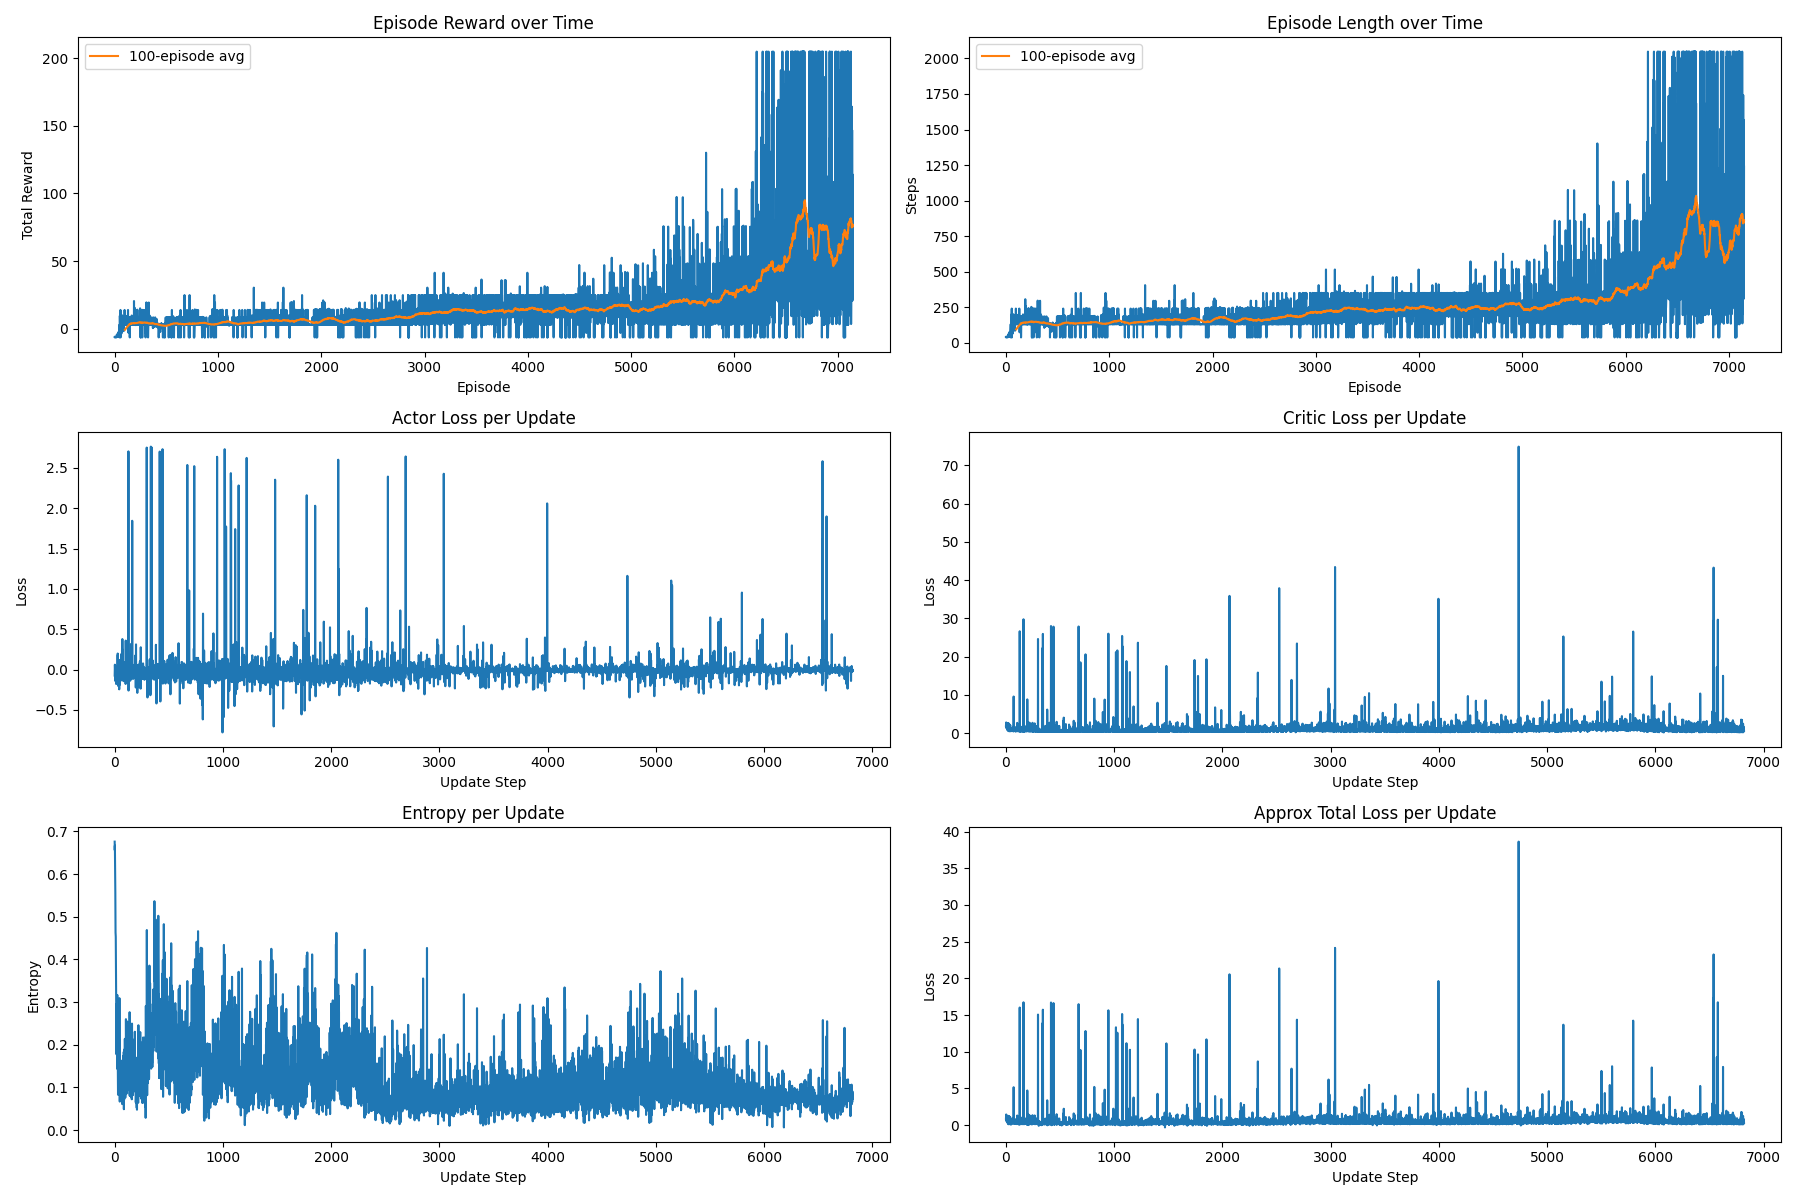 Episode Reward over Time
100-episode avg
Total Reward
200
150
100
50
0
0 1000 2000 3000 4000 5000 6000 7000
Episode
Episode Length over Time
100-episode avg
Steps
2000
1750
1500
1250
1000
750
500
250
0
0 1000 2000 3000 4000 5000 6000 7000
Episode
Actor Loss per Update
Loss
2.5
2.0
1.5
1.0
0.5
0.0
−0.5
0 1000 2000 3000 4000 5000 6000 7000
Update Step
Critic Loss per Update
Loss
70
60
50
40
30
20
10
0
0 1000 2000 3000 4000 5000 6000 7000
Update Step
Entropy per Update
Entropy
0.7
0.6
0.5
0.4
0.3
0.2
0.1
0.0
0 1000 2000 3000 4000 5000 6000 7000
Update Step
Approx Total Loss per Update
Loss
40
35
30
25
20
15
10
5
0
0 1000 2000 3000 4000 5000 6000 7000
Update Step